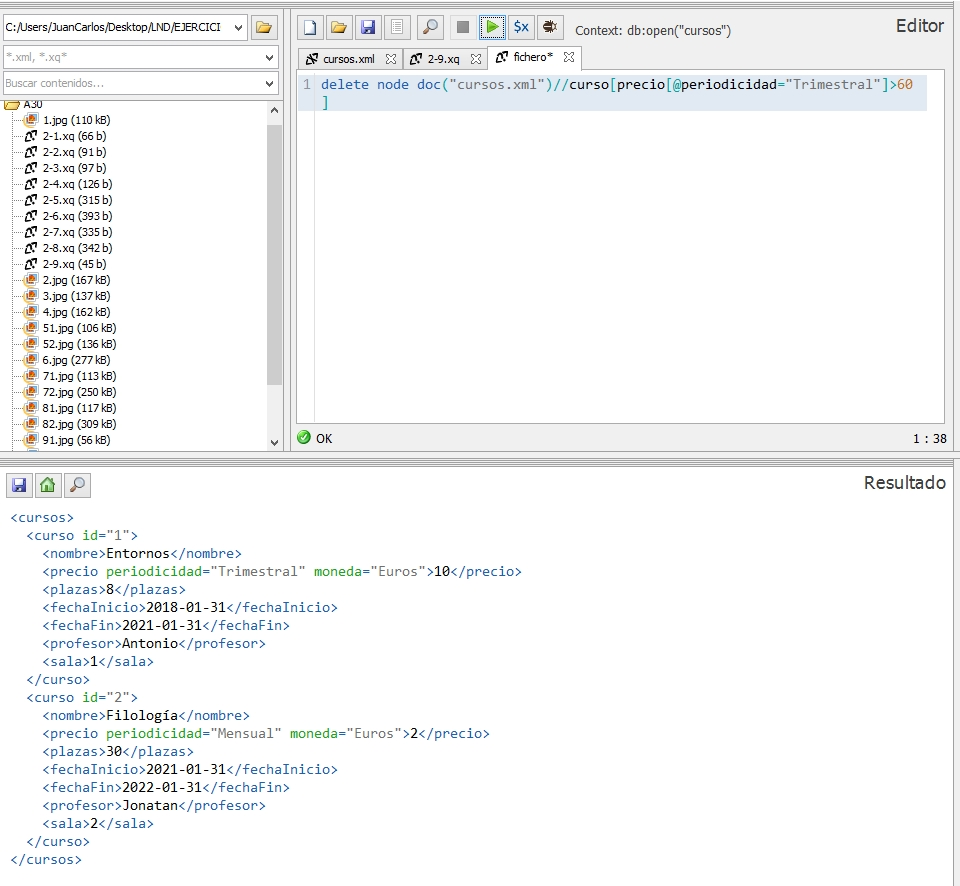 C:/Users/JuanCarlos/Desktop/LND/EJERCICI
*.xml, *.xq*
Buscar contenidos...
A30
1.jpg (110 kB)
2-1.xq (66 b)
2-2.xq (91 b)
2-3.xq (97 b)
2-4.xq (126 b)
2-5.xq (315 b)
2-6.xq (393 b)
2-7.xq (335 b)
2-8.xq (342 b)
2-9.xq (45 b)
2.jpg (167 kB)
3.jpg (137 kB)
4.jpg (162 kB)
51.jpg (106 kB)
52.jpg (136 kB)
6.jpg (277 kB)
71.jpg (113 kB)
72.jpg (250 kB)
81.jpg (117 kB)
82.jpg (309 kB)
91.jpg (56 kB)
$x
Context: db:open("cursos")
Editor
cursos.xml
2-9.xq
fichero*
1 delete node doc("cursos.xml")//curso[precio[@periodicidad="Trimestral"]>60
]
OK
1 : 38
Resultado
<cursos>
  <curso id="1">
    <nombre>Entornos</nombre>
    <precio periodicidad="Trimestral" moneda="Euros">10</precio>
    <plazas>8</plazas>
    <fechaInicio>2018-01-31</fechaInicio>
    <fechaFin>2021-01-31</fechaFin>
    <profesor>Antonio</profesor>
    <sala>1</sala>
  </curso>
  <curso id="2">
    <nombre>Filología</nombre>
    <precio periodicidad="Mensual" moneda="Euros">2</precio>
    <plazas>30</plazas>
    <fechaInicio>2021-01-31</fechaInicio>
    <fechaFin>2022-01-31</fechaFin>
    <profesor>Jonatan</profesor>
    <sala>2</sala>
  </curso>
</cursos>